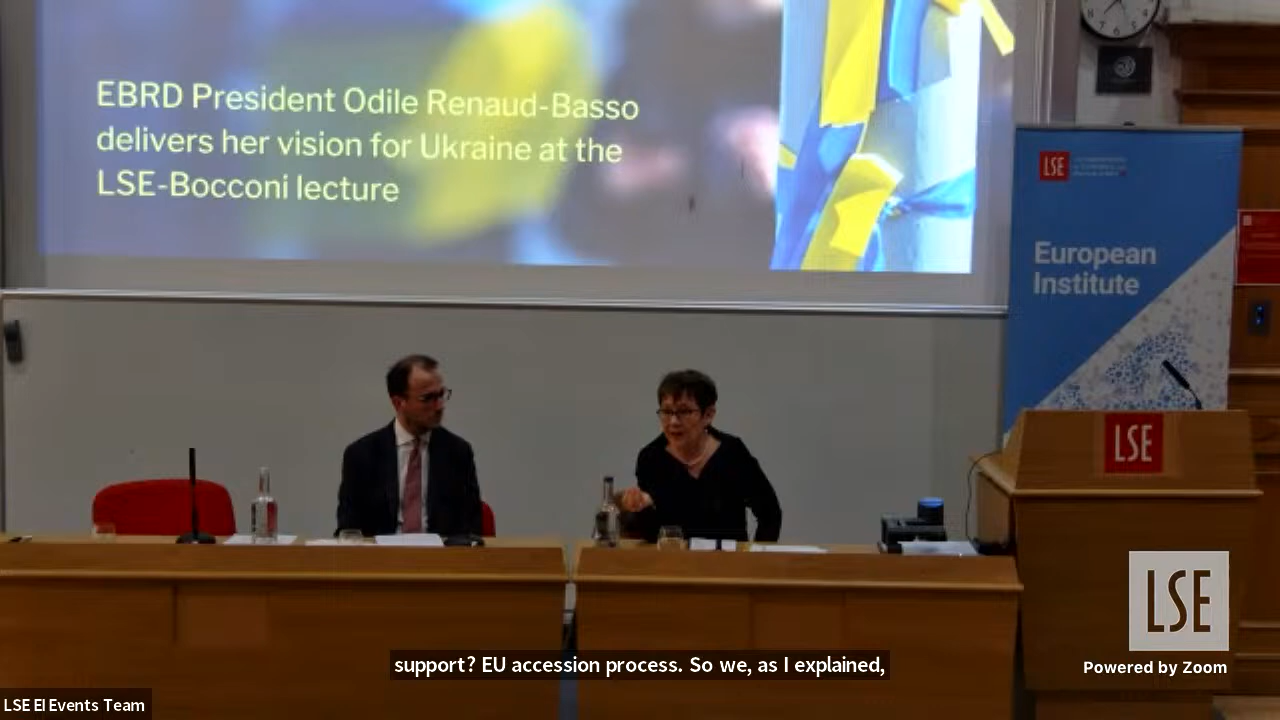 EBRD President Odile Renaud-Basso
delivers her vision for Ukraine at the
LSE-Bocconi lecture
LSE
European
Institute
LSE
LSE
Powered by Zoom
support? EU accession process. So we, as I explained,
LSE EI Events Team